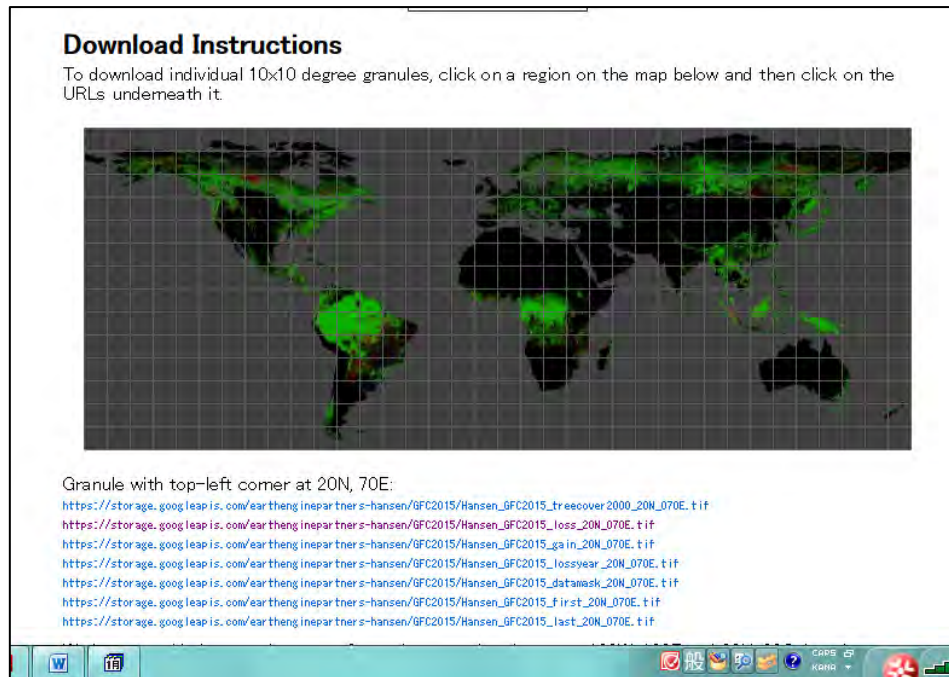 Download Instructions
To download individual 10x10 degree granules, click on a region on the map below and then click on the
URLs underneath it.
Granule with top-left corner at 20N, 70E:
https://storage.googleapis.com/earthenginepartners-hansen/GFC2015/Hansen_GFC2015_treecover2000_20N_070E.tif
https://storage.googleapis.com/earthenginepartners-hansen/GFC2015/Hansen_GFC2015_loss_20N_070E.tif
https://storage.googleapis.com/earthenginepartners-hansen/GFC2015/Hansen_GFC2015_gain_20N_070E.tif
https://storage.googleapis.com/earthenginepartners-hansen/GFC2015/Hansen_GFC2015_lossyear_20N_070E.tif
https://storage.googleapis.com/earthenginepartners-hansen/GFC2015/Hansen_GFC2015_datamask_20N_070E.tif
https://storage.googleapis.com/earthenginepartners-hansen/GFC2015/Hansen_GFC2015_first_20N_070E.tif
https://storage.googleapis.com/earthenginepartners-hansen/GFC2015/Hansen_GFC2015_last_20N_070E.tif
W 般 ? CAPS
KANA